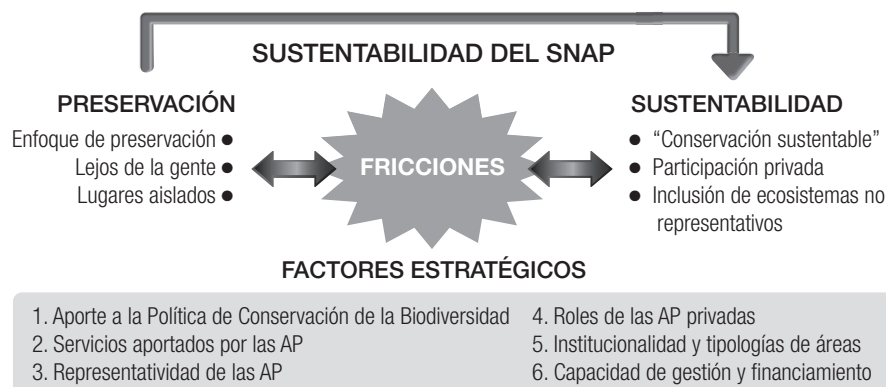 SUSTENTABILIDAD DEL SNAP
PRESERVACIÓN
Enfoque de preservación ●
Lejos de la gente ●
Lugares aislados ●
FRICCIONES
SUSTENTABILIDAD
● “Conservación sustentable”
● Participación privada
● Inclusión de ecosistemas no
representativos
FACTORES ESTRATÉGICOS
1. Aporte a la Política de Conservación de la Biodiversidad
2. Servicios aportados por las AP
3. Representatividad de las AP
4. Roles de las AP privadas
5. Institucionalidad y tipologías de áreas
6. Capacidad de gestión y financiamiento